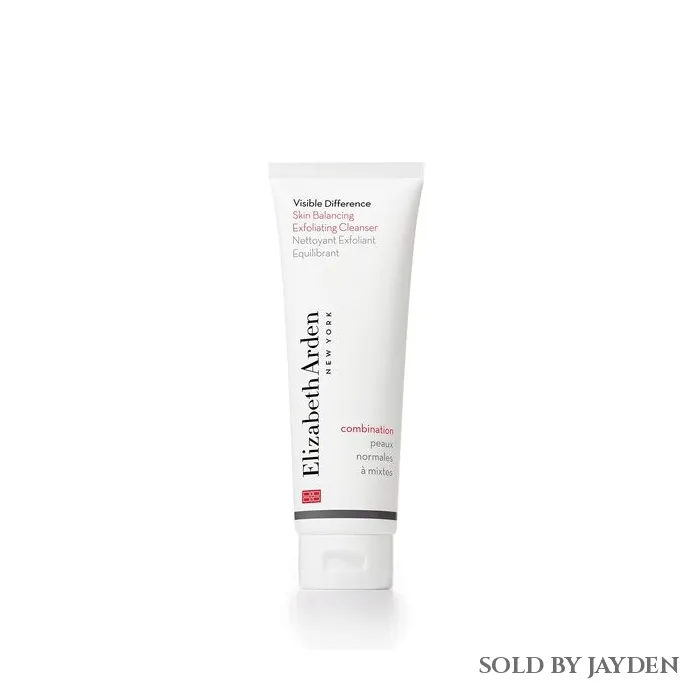 Visible Difference
Skin Balancing
Exfoliating Cleanser
Nettoyant Exfoliant
Equilibrant
Elizabeth Arden
NEW YORK
combination
peaux
normales
à mixtes
SOLD BY JAYDEN